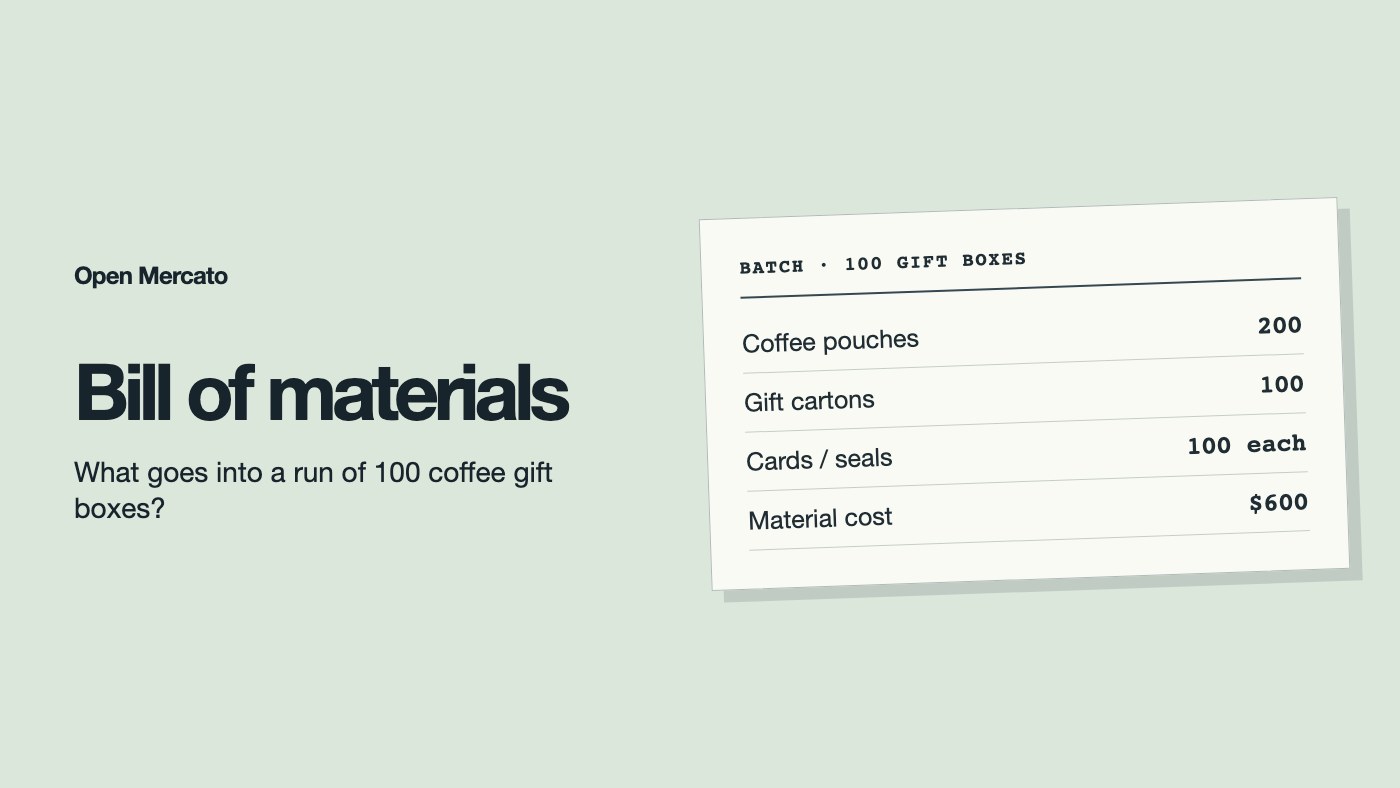 Open Mercato
Bill of materials
What goes into a run of 100 coffee gift
boxes?
BATCH · 100 GIFT BOXES
Coffee pouches 200
Gift cartons 100
Cards / seals 100 each
Material cost $600